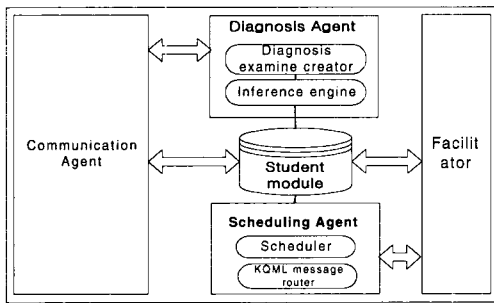 Diagnosis Agent
Diagnosis
examine creator
Inference engine
Communication
Agent
Student
module
Facilit
ator
Scheduling Agent
Scheduler
KQML message
router